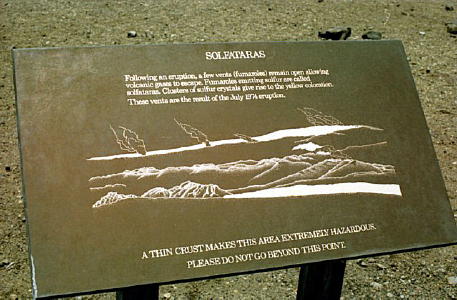 SOLFATARAS
Following an eruption, a few vents (fumaroles) remain open allowing
volcanic gases to escape. Fumaroles emitting sulfur are called
solfataras. Clusters of sulfur crystals give rise to the yellow coloration.
These vents are the result of the July 1974 eruption.
A THIN CRUST MAKES THIS AREA EXTREMELY HAZARDOUS.
PLEASE DO NOT GO BEYOND THIS POINT.